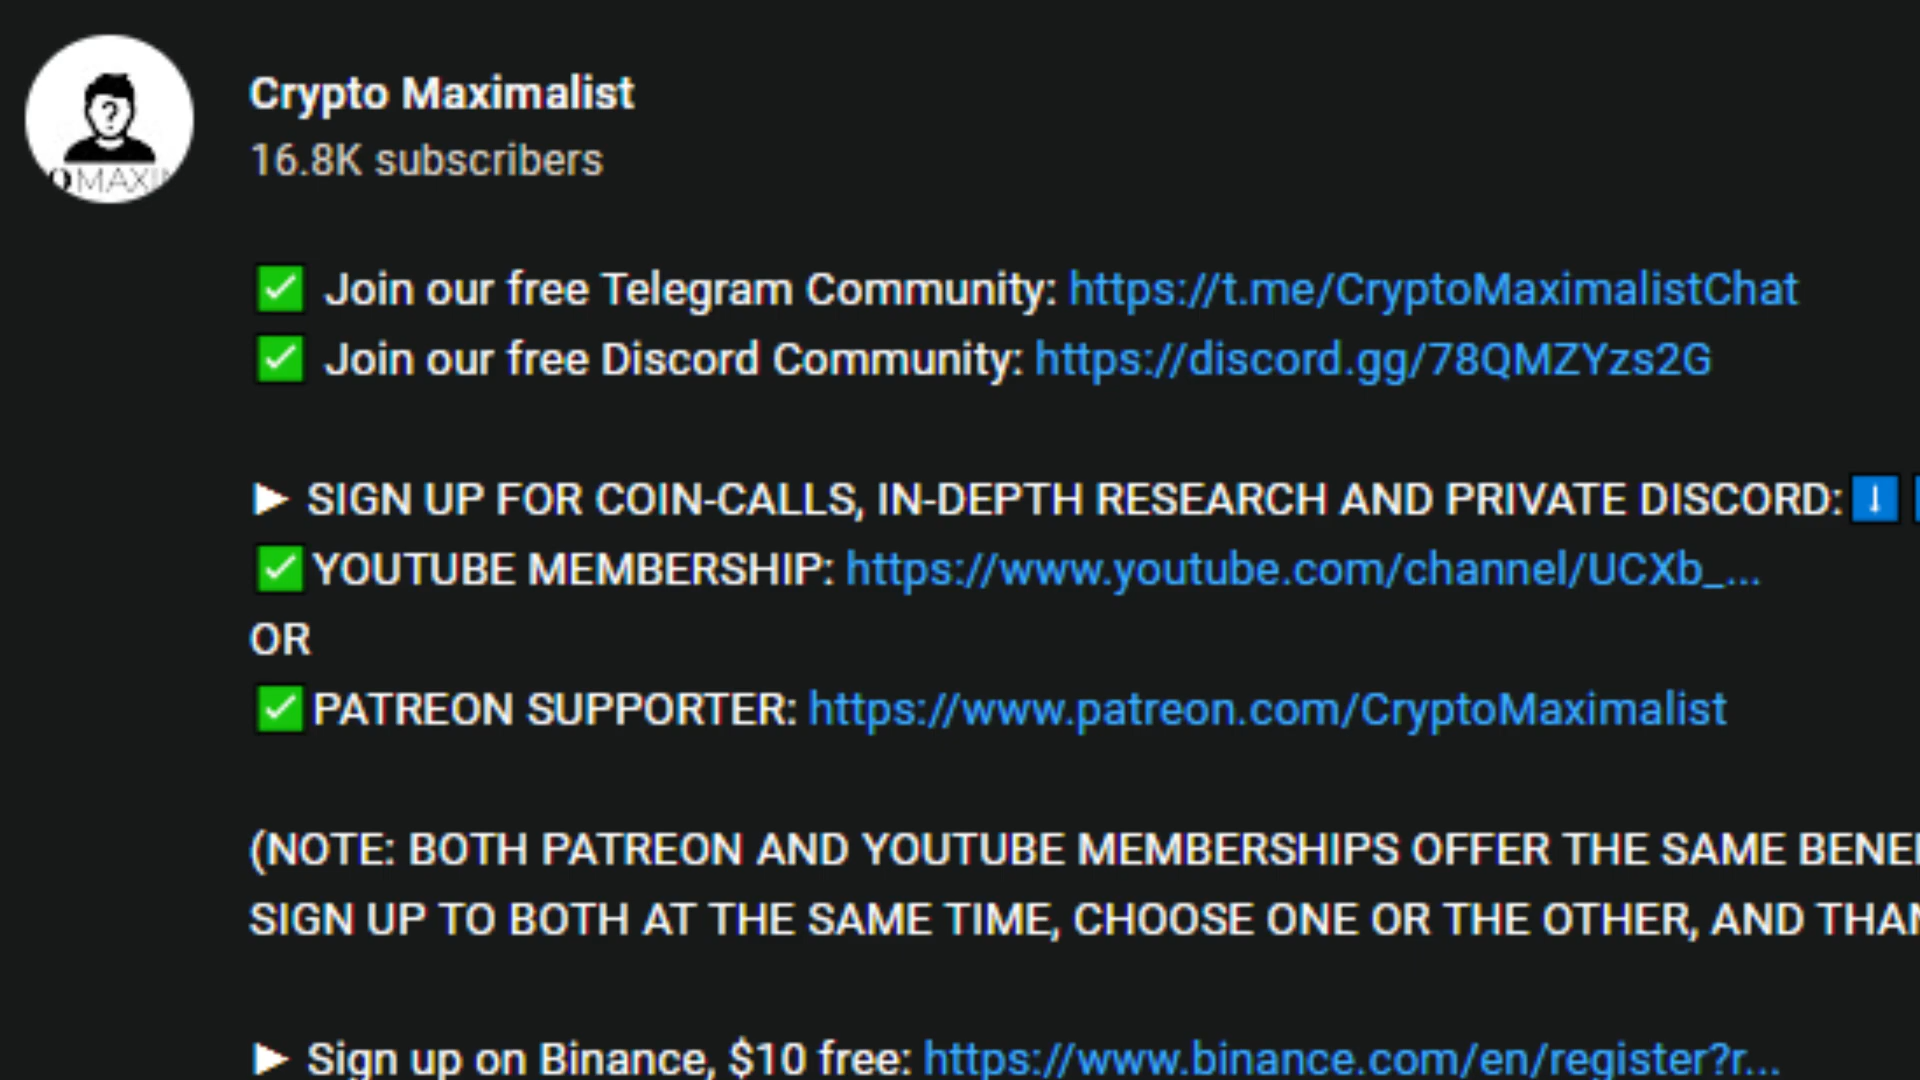 Crypto Maximalist
16.8K subscribers
?
OMAXI
✅ Join our free Telegram Community: https://t.me/CryptoMaximalistChat
✅ Join our free Discord Community: https://discord.gg/78QMZYzs2G
► SIGN UP FOR COIN-CALLS, IN-DEPTH RESEARCH AND PRIVATE DISCORD: ⬇️
✅ YOUTUBE MEMBERSHIP: https://www.youtube.com/channel/UCXb_...
OR
✅ PATREON SUPPORTER: https://www.patreon.com/CryptoMaximalist
(NOTE: BOTH PATREON AND YOUTUBE MEMBERSHIPS OFFER THE SAME BENE
SIGN UP TO BOTH AT THE SAME TIME, CHOOSE ONE OR THE OTHER, AND THAN
► Sign up on Binance, $10 free: https://www.binance.com/en/register?r...